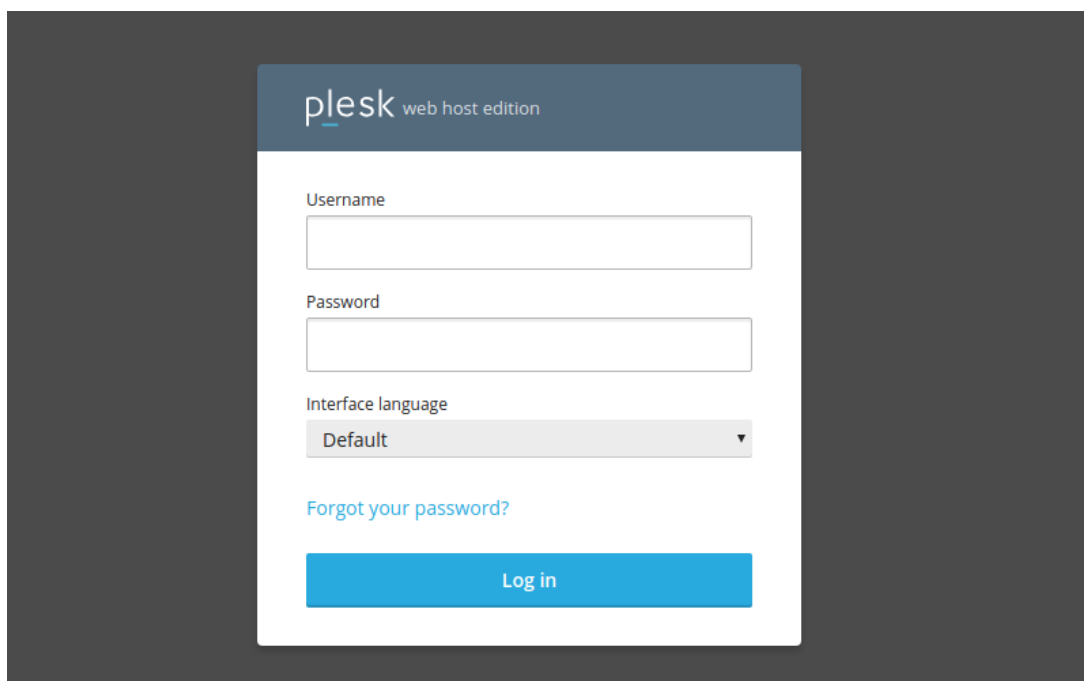 plesk web host edition
Username
Password
Interface language
Default
Forgot your password?
Log in